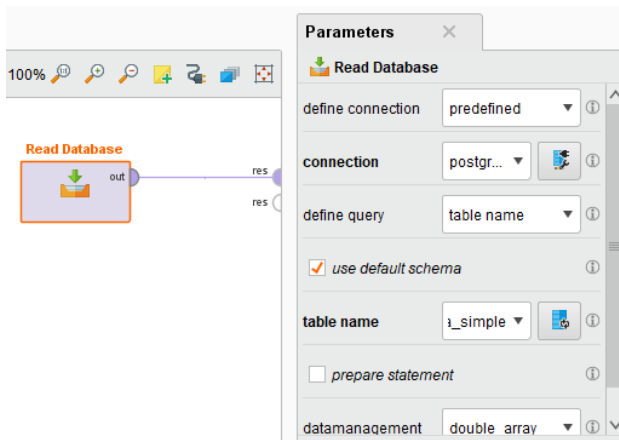 Parameters
100%
Read Database
define connection
predefined
connection
postgr...
define query
table name
use default schema
table name
a_simple
prepare statement
datamanagement
double_array
Read Database
out
res
res